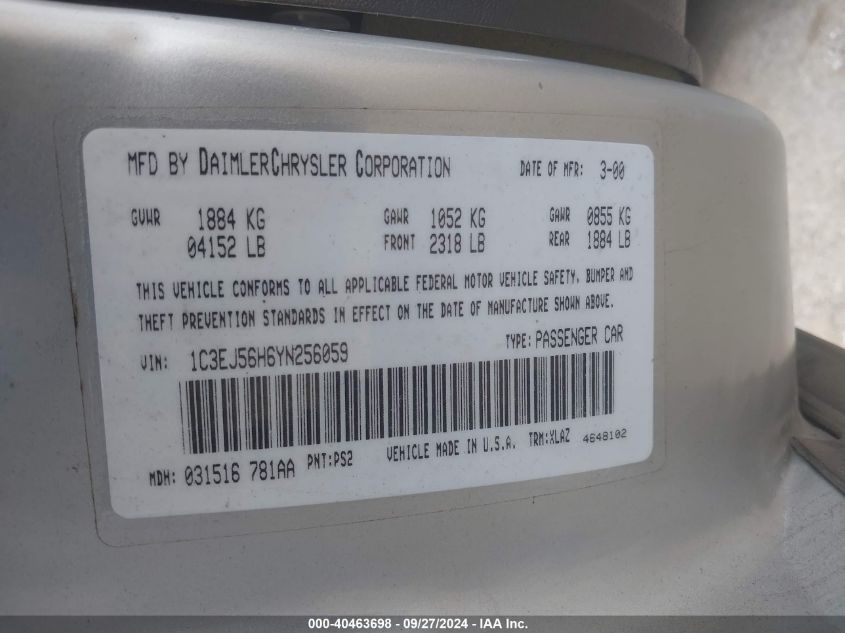 MFD BY DAIMLERCHRYSLER CORPORATION DATE OF MFR: 3-00
GVWR 1884 KG GAWR 1052 KG GAWR 0855 KG
04152 LB FRONT 2318 LB REAR 1884 LB
THIS VEHICLE CONFORMS TO ALL APPLICABLE FEDERAL MOTOR VEHICLE SAFETY, BUMPER AND
THEFT PREVENTION STANDARDS IN EFFECT ON THE DATE OF MANUFACTURE SHOWN ABOVE.
VIN: 1C3EJ56H6YN256059 TYPE: PASSENGER CAR
MDH: 031516 781AA PNT:PS2 VEHICLE MADE IN U.S.A. TRM:XLAZ 4648102
000-40463698 - 09/27/2024 - IAA Inc.